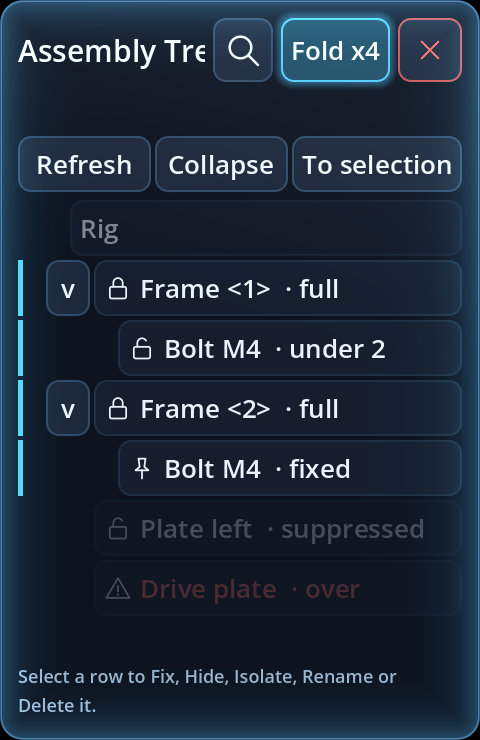 Assembly Tre
Fold x4
Refresh
Collapse
To selection
Rig
v
Frame <1> · full
Bolt M4 · under 2
v
Frame <2> · full
Bolt M4 · fixed
Plate left · suppressed
Drive plate · over
Select a row to Fix, Hide, Isolate, Rename or
Delete it.